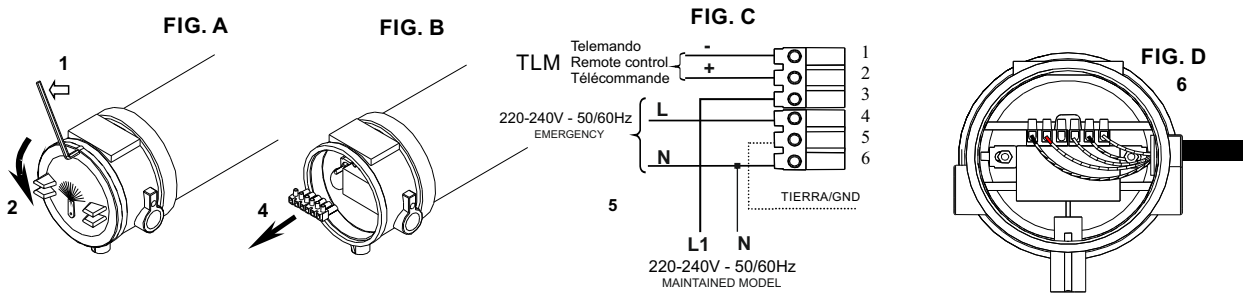 FIG. A
1
2
FIG. B
4
FIG. C
TLM
Telemando
Remote control
Télécommande
-
+
1
2
3
4
5
6
220-240V - 50/60Hz
EMERGENCY
L
N
5
TIERRA/GND
L1 N
220-240V - 50/60Hz
MAINTAINED MODEL
FIG. D
6